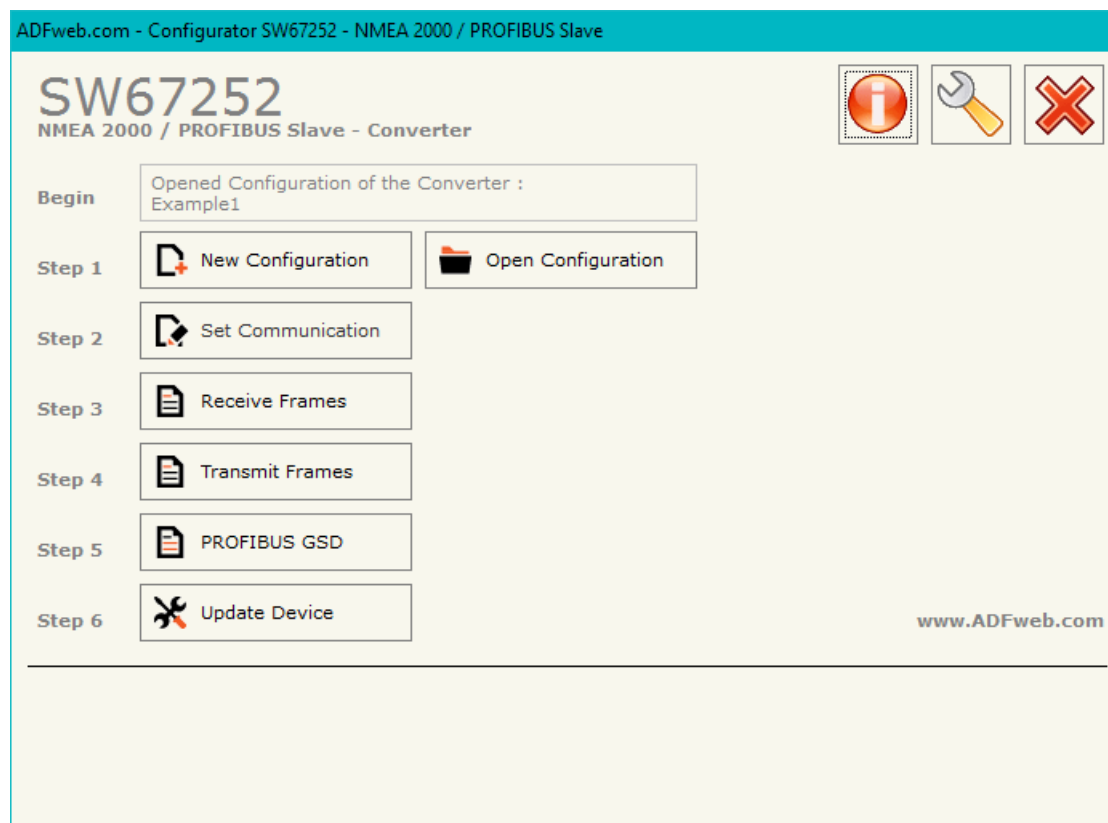 ADFweb.com - Configurator SW67252 - NMEA 2000 / PROFIBUS Slave
SW67252
NMEA 2000 / PROFIBUS Slave - Converter
Begin
Opened Configuration of the Converter :
Example1
Step 1
New Configuration
Open Configuration
Step 2
Set Communication
Step 3
Receive Frames
Step 4
Transmit Frames
Step 5
PROFIBUS GSD
Step 6
Update Device
www.ADFweb.com